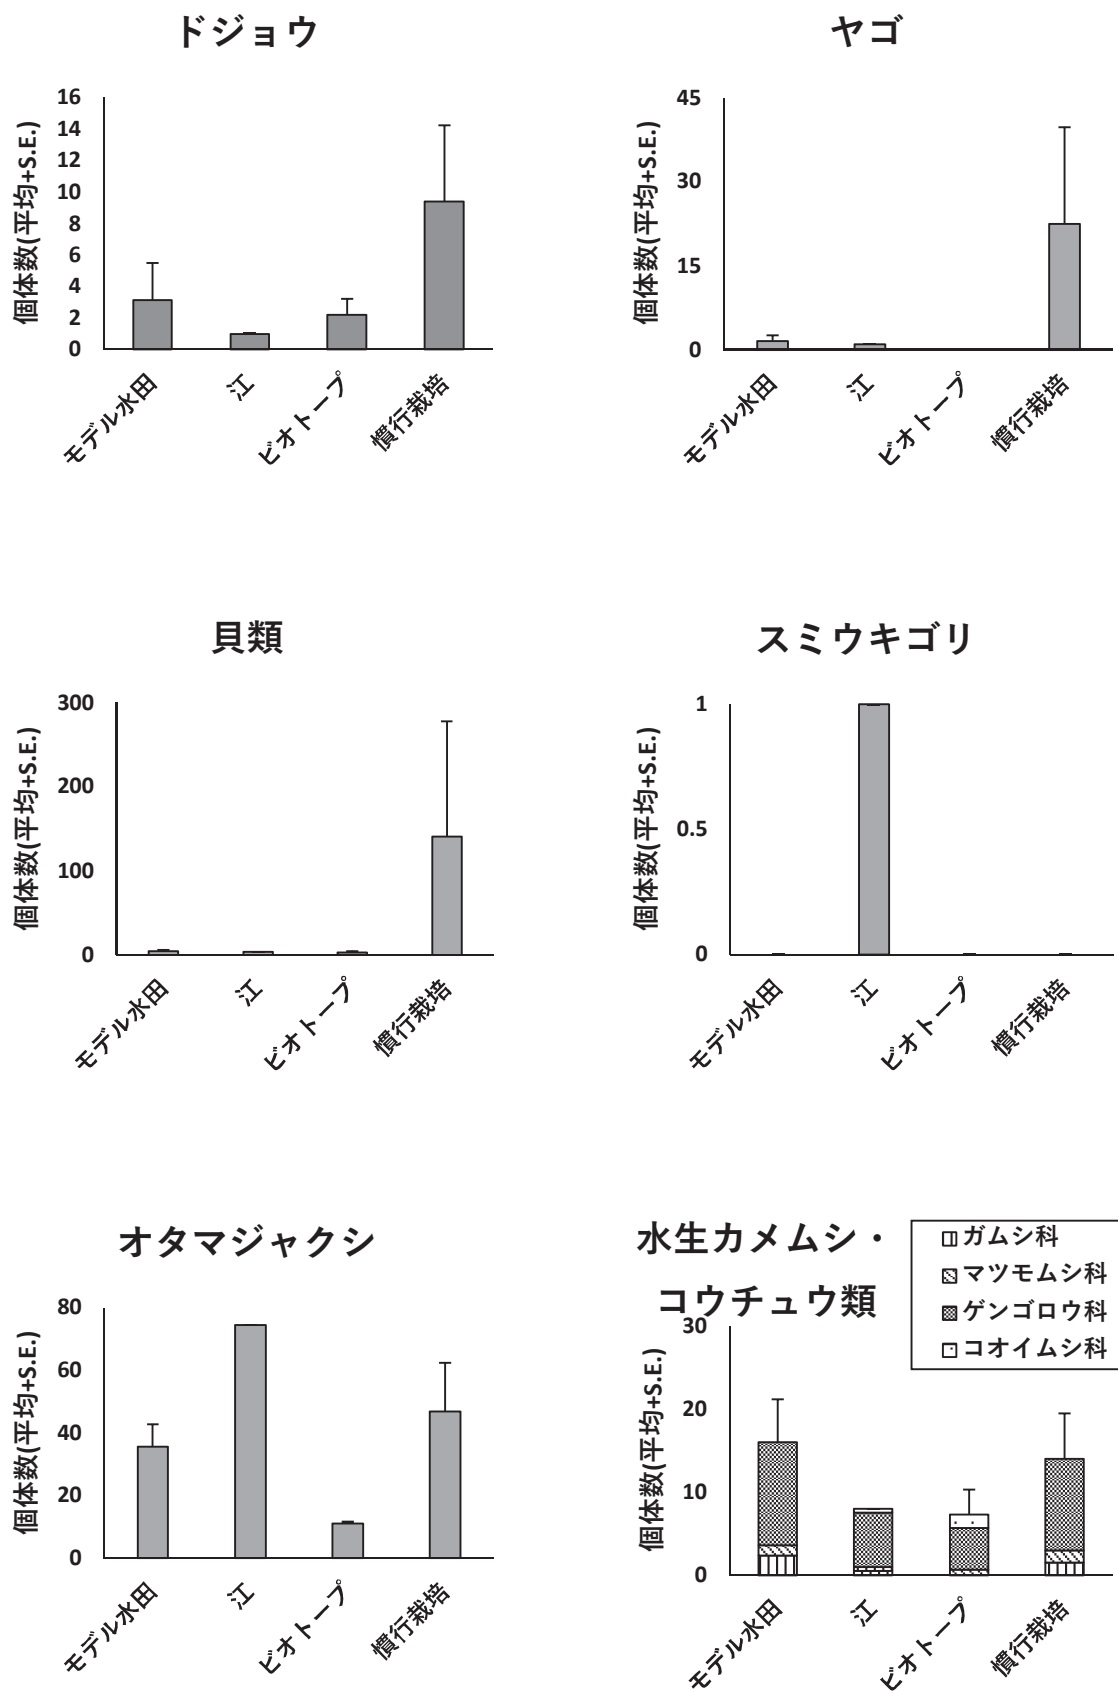 ドジョウ
個体数(平均+S.E.)
16
14
12
10
8
6
4
2
0
モデル水田
江
ビオトープ
慣行栽培
ヤゴ
個体数(平均+S.E.)
45
30
15
0
モデル水田
江
ビオトープ
慣行栽培
貝類
個体数(平均+S.E.)
300
200
100
0
モデル水田
江
ビオトープ
慣行栽培
スミウキゴリ
個体数(平均+S.E.)
1
0.5
0
モデル水田
江
ビオトープ
慣行栽培
オタマジャクシ
個体数(平均+S.E.)
80
60
40
20
0
モデル水田
江
ビオトープ
慣行栽培
水生カメムシ・
コウチュウ類
ガムシ科
マツモムシ科
ゲンゴロウ科
コオイムシ科
個体数(平均+S.E.)
30
20
10
0
モデル水田
江
ビオトープ
慣行栽培